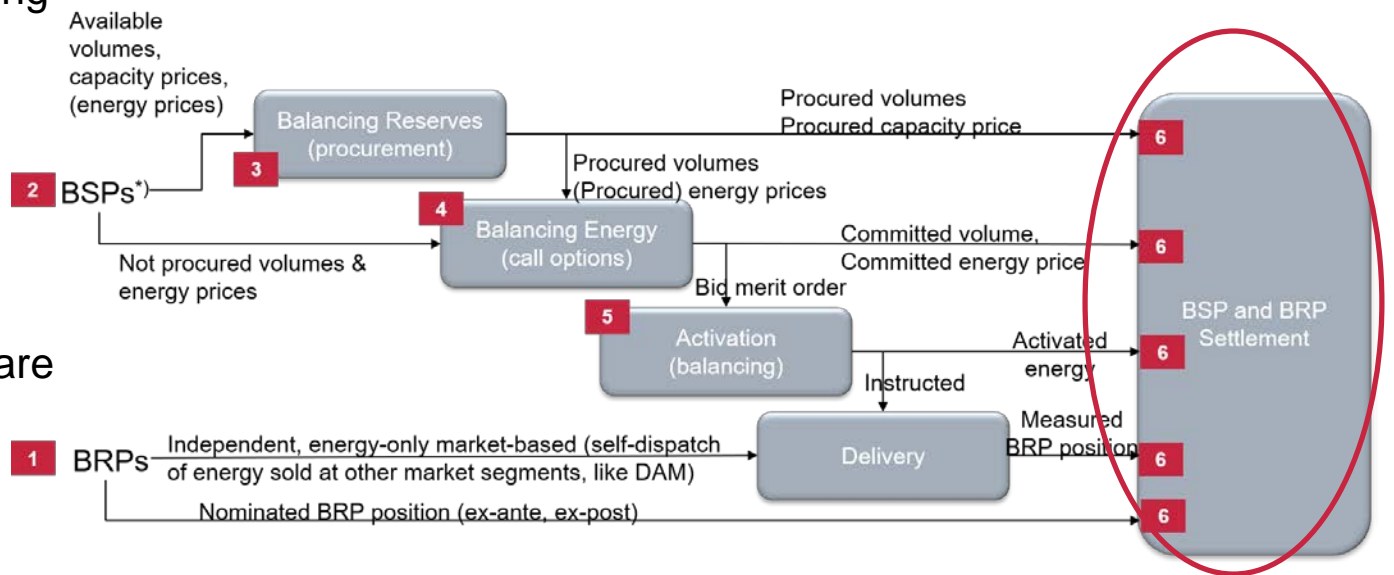 ng
Available
volumes,
capacity prices,
(energy prices)
Balancing Reserves
(procurement)
3
Procured volumes
Procured capacity price
6
2 BSPs*)
Procured volumes
(Procured) energy prices
4
Balancing Energy
(call options)
Not procured volumes &
energy prices
Committed volume,
Committed energy price
6
Bid merit order
5
Activation
(balancing)
Activated
energy
6
BSP and BRP
Settlement
are
Instructed
1 BRPs
Independent, energy-only market-based (self-dispatch
of energy sold at other market segments, like DAM)
Delivery
Measured
BRP position
6
Nominated BRP position (ex-ante, ex-post)
6